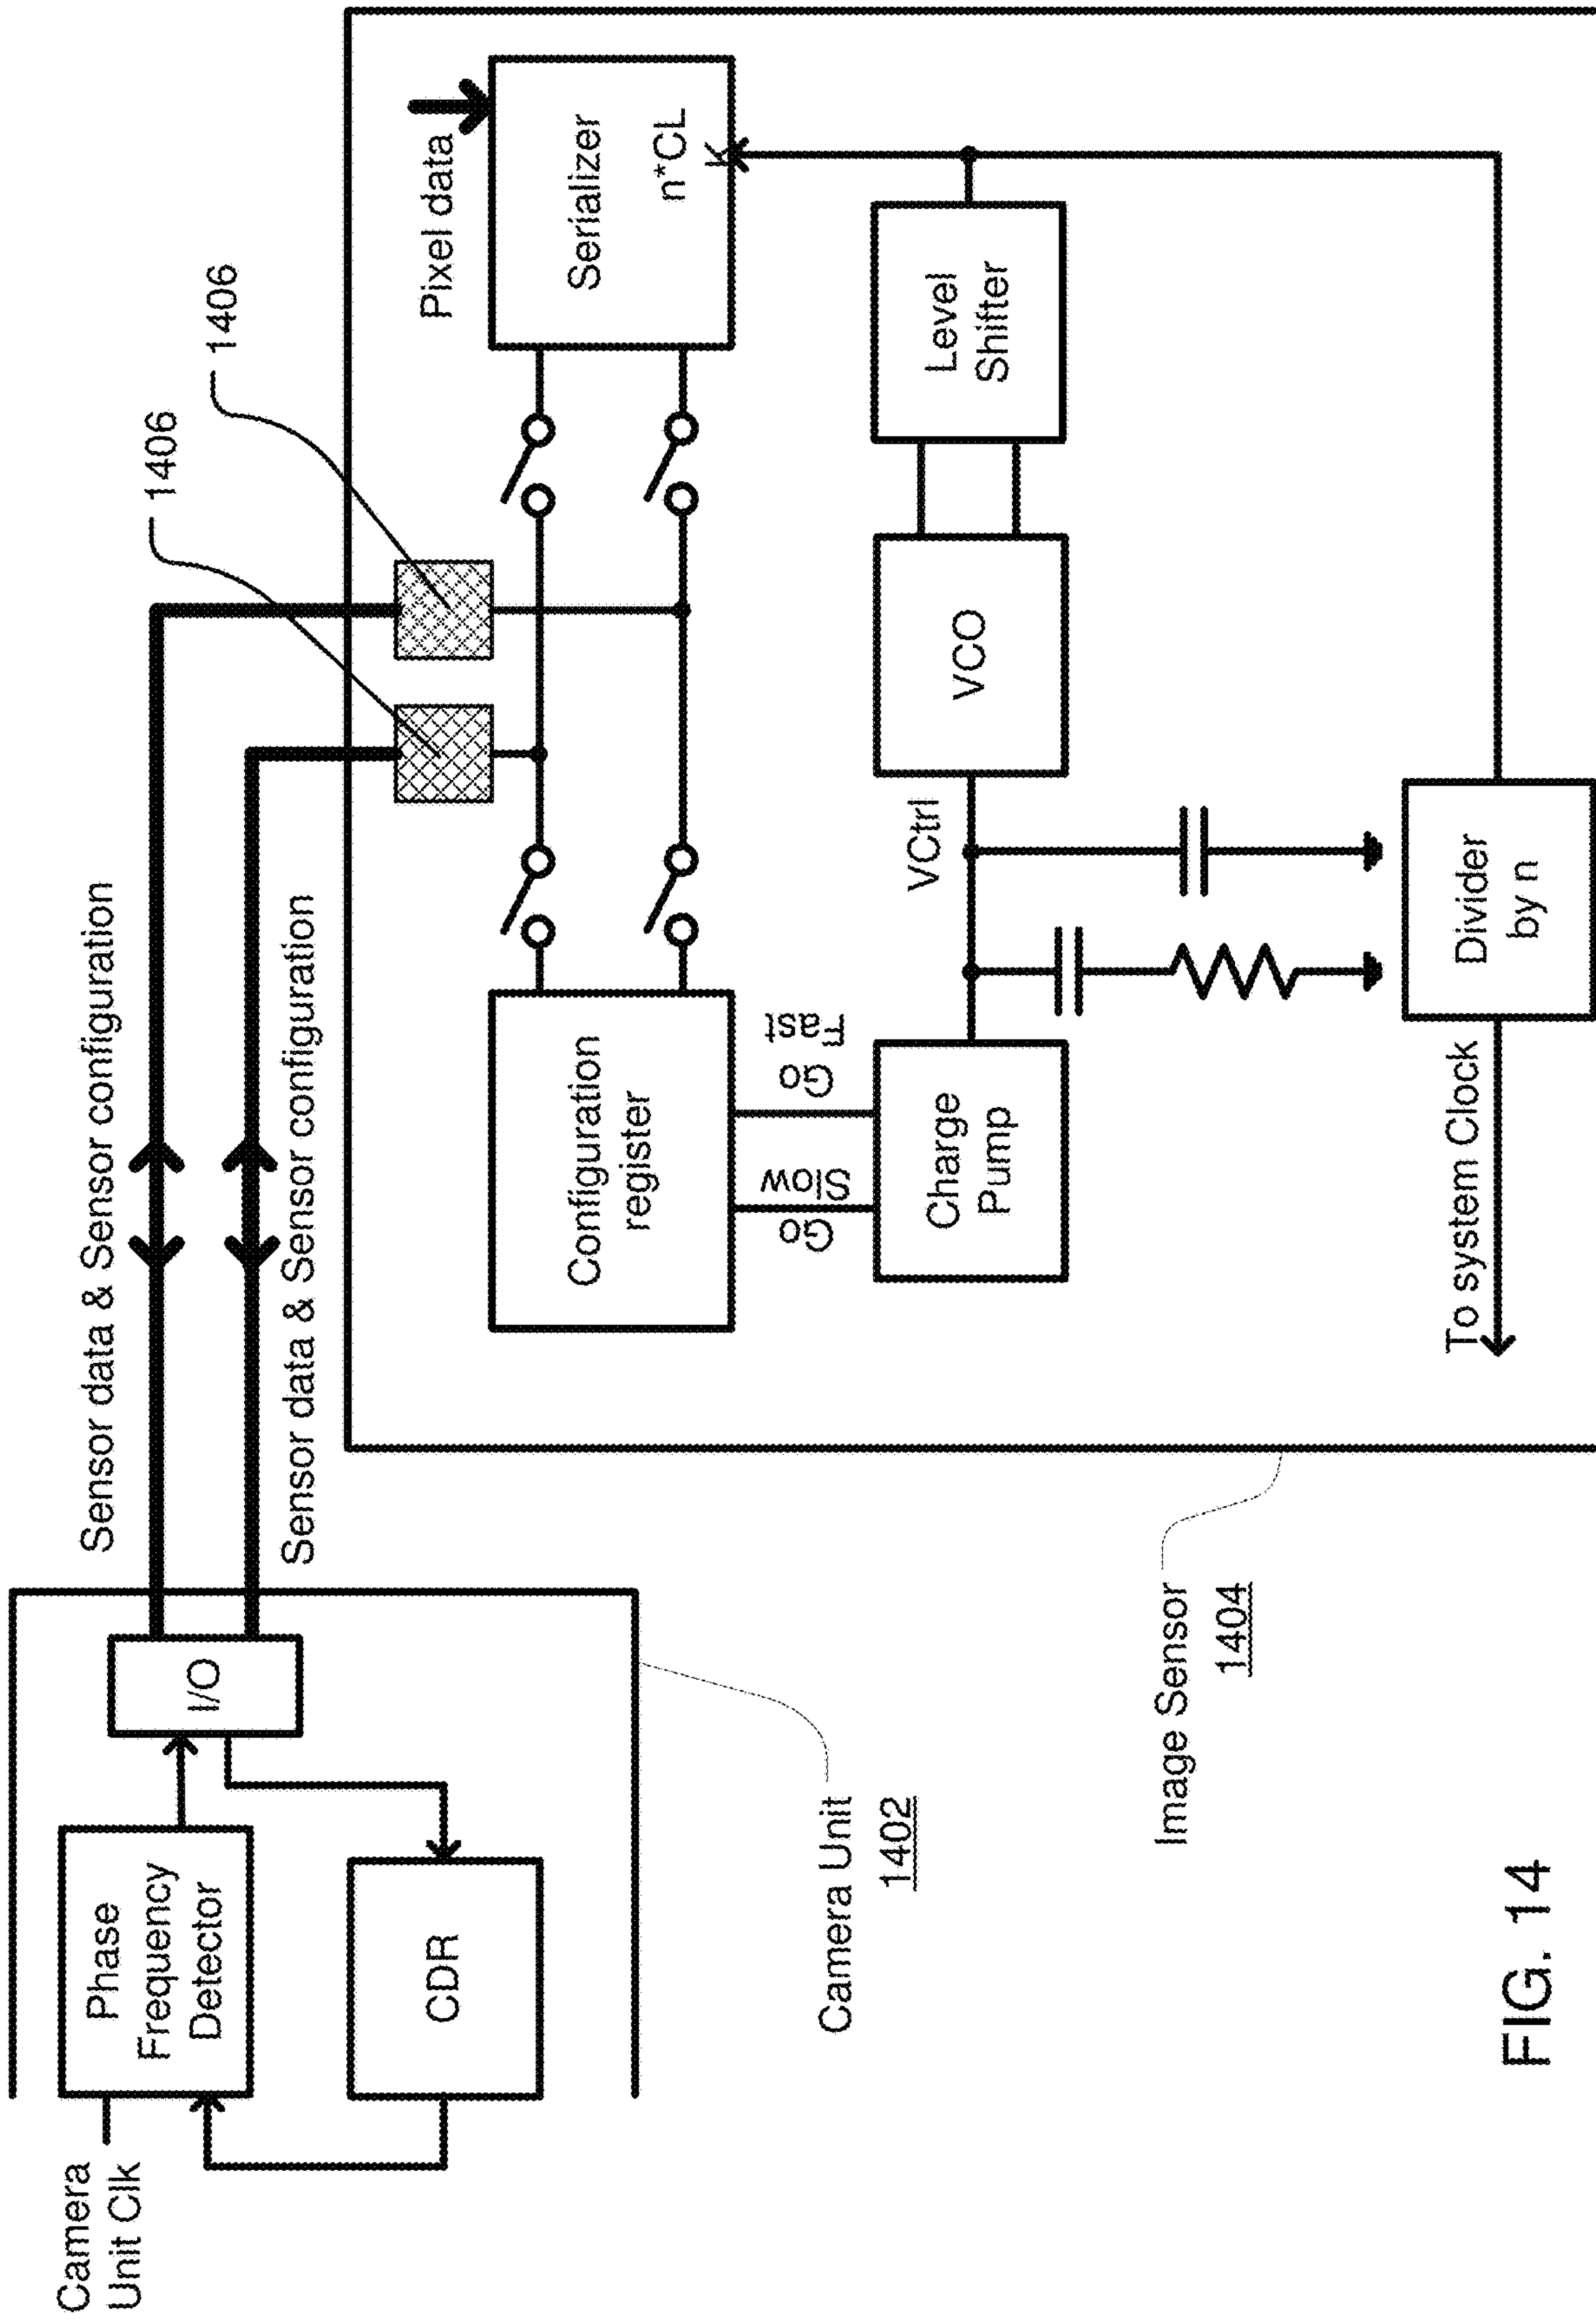 Camera
Unit Clk
Phase
Frequency
Detector
CDR
I/O
Camera Unit
1402
Sensor data & Sensor configuration
Sensor data & Sensor configuration
1406
1406
Pixel data
Configuration
register
Serializer
n*CL
K
Go
Slow
Go
Fast
Charge
Pump
VCtrl
VCO
Level
Shifter
Divider
by n
To system Clock
Image Sensor
1404
FIG. 14